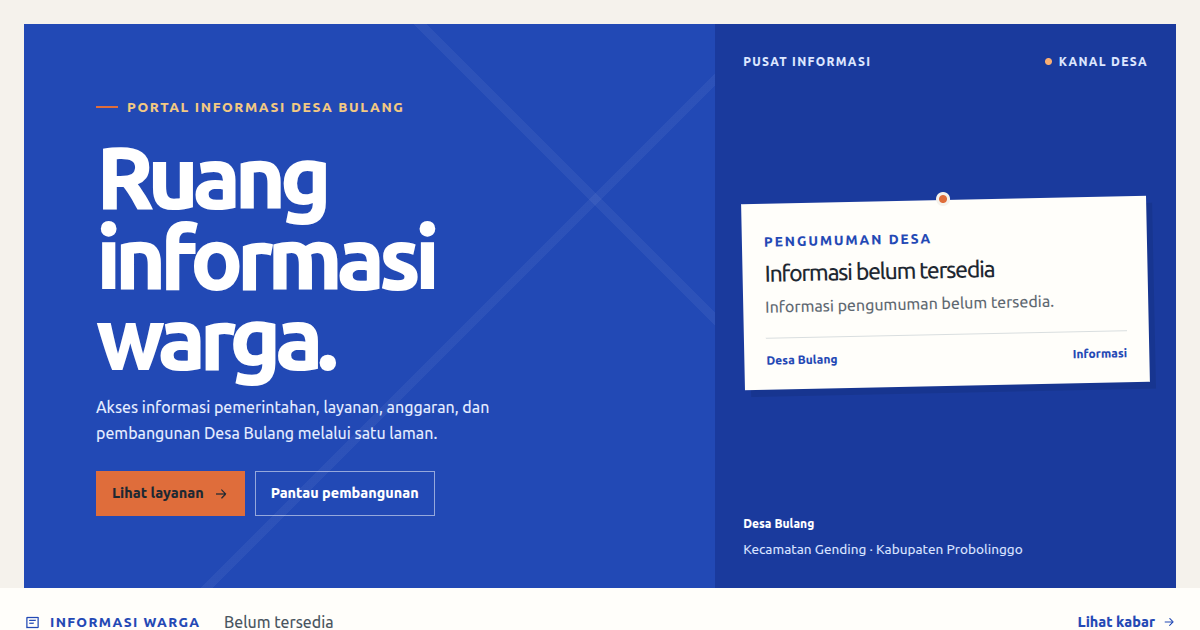 PORTAL INFORMASI DESA BULANG
Ruang
informasi
warga.
Akses informasi pemerintahan, layanan, anggaran, dan
pembangunan Desa Bulang melalui satu laman.
Lihat layanan →
Pantau pembangunan
PUSAT INFORMASI
KANAL DESA
PENGUMUMAN DESA
Informasi belum tersedia
Informasi pengumuman belum tersedia.
Desa Bulang
Informasi
Desa Bulang
Kecamatan Gending · Kabupaten Probolinggo
INFORMASI WARGA
Belum tersedia
Lihat kabar →